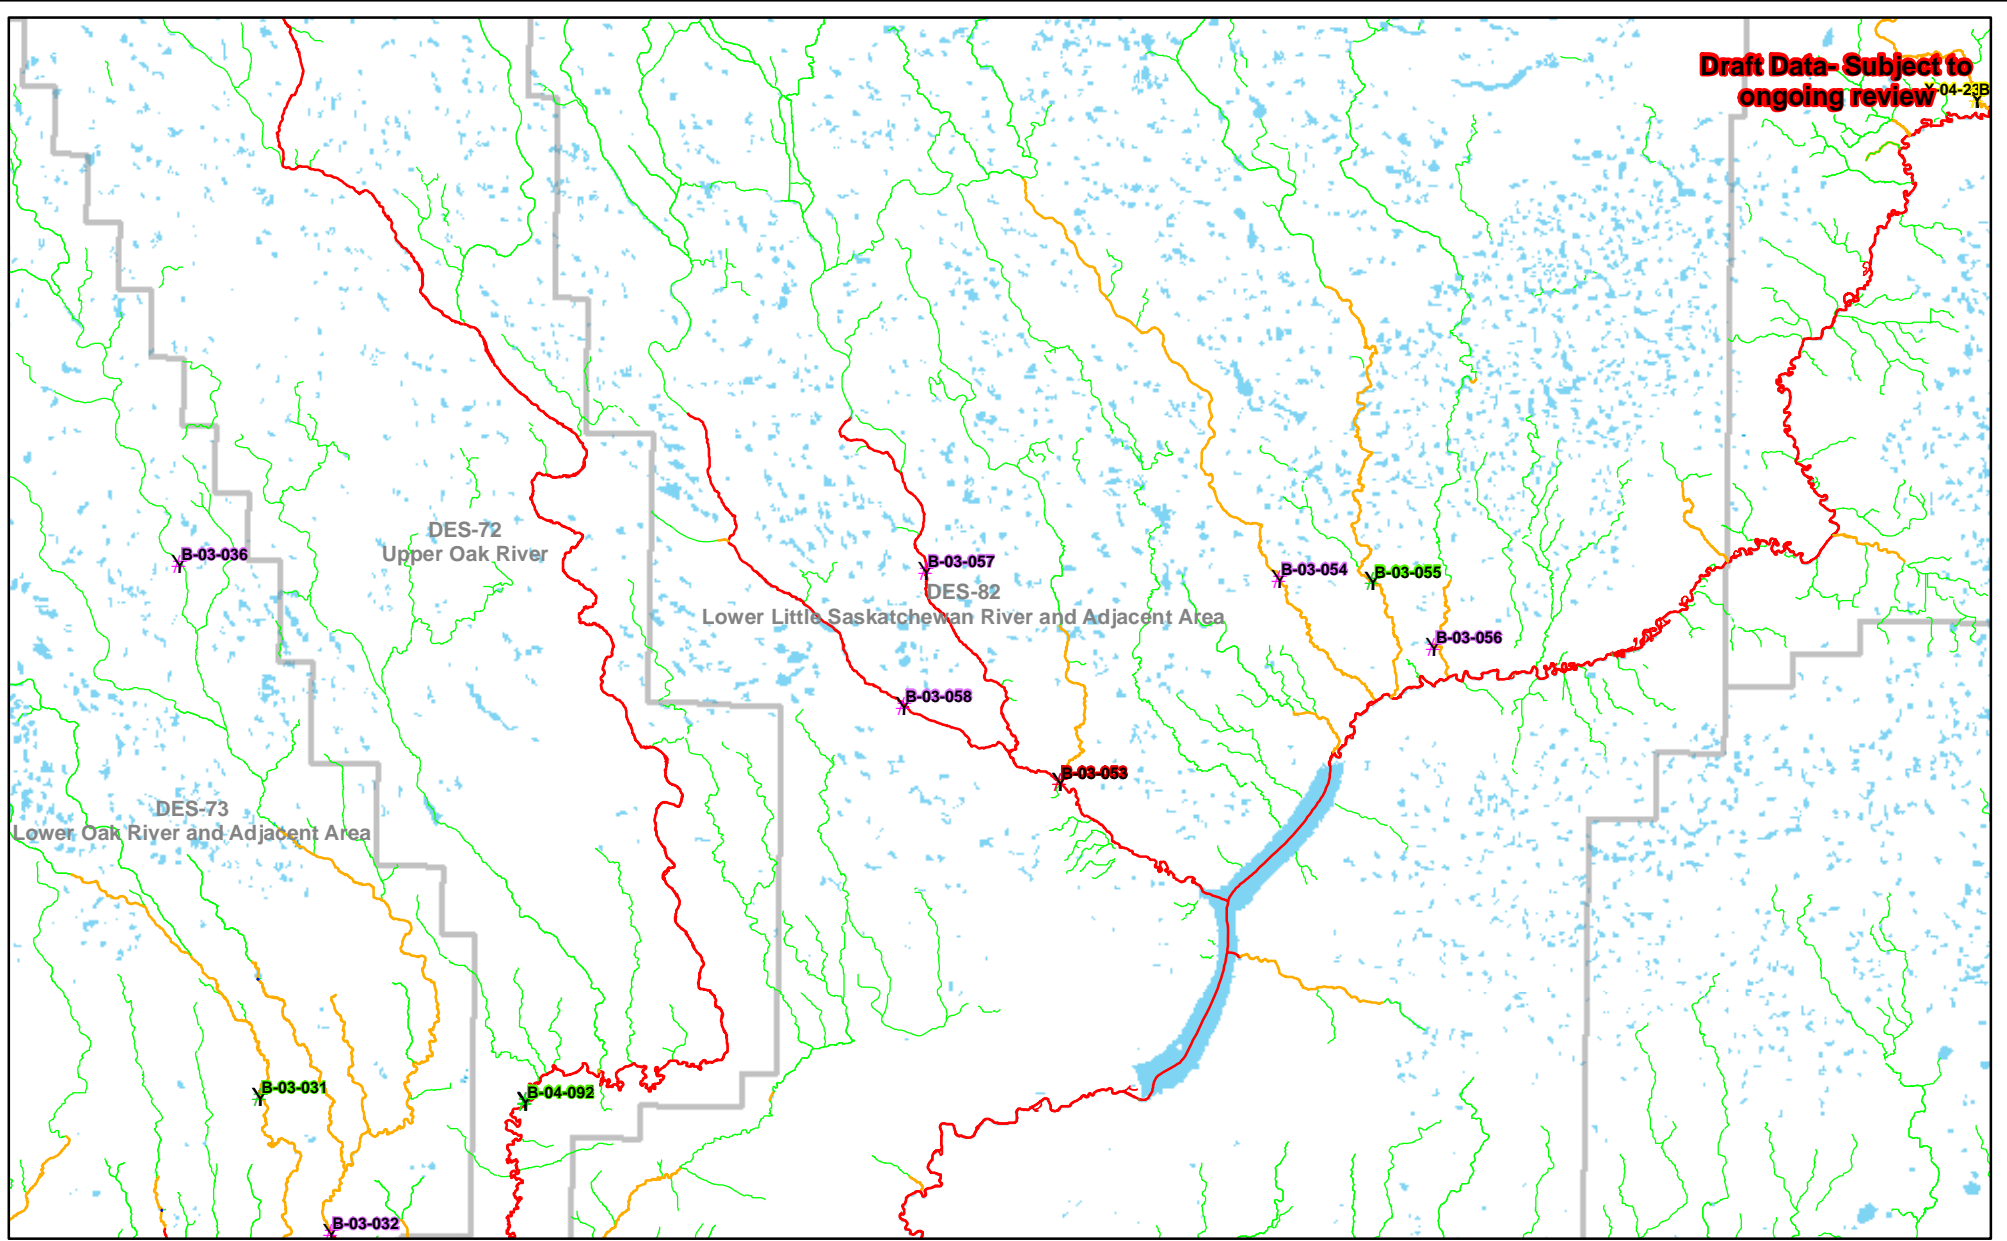 Draft Data- Subject to
ongoing review
04-23B
DES-72
Upper Oak River
B-03-036
B-03-057
B-03-054
B-03-055
DES-82
Lower Little Saskatchewan River and Adjacent Area
B-03-056
B-03-058
B-03-053
DES-73
Lower Oak River and Adjacent Area
B-03-031
B-04-092
B-03-032